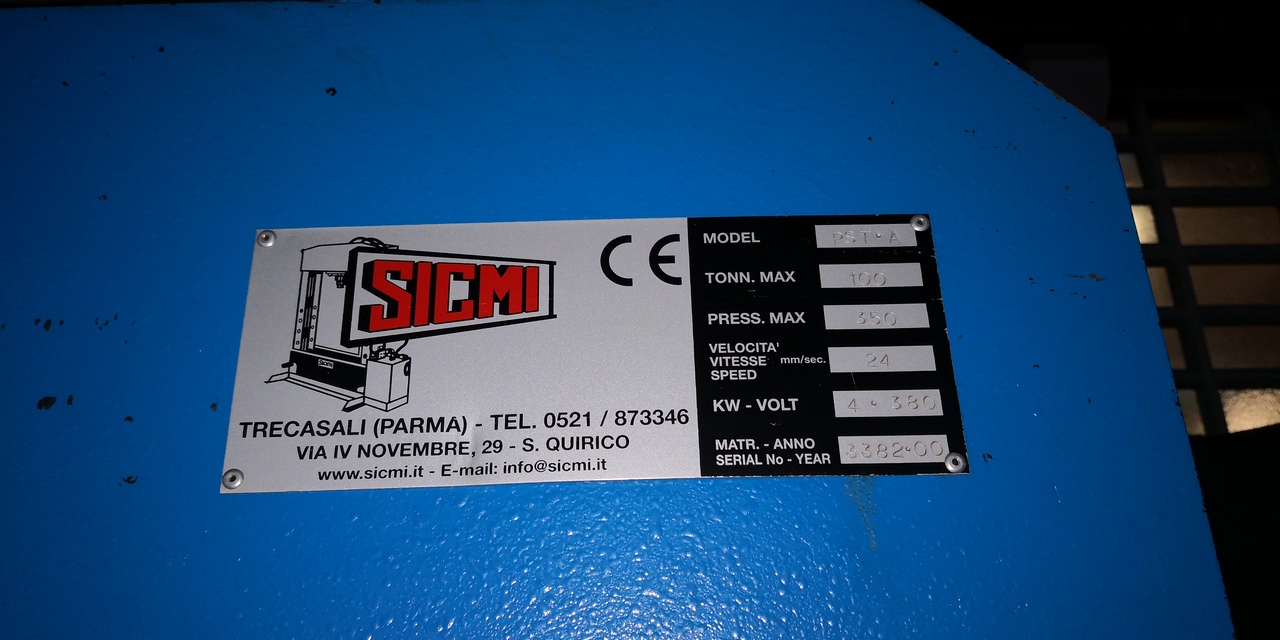 SICMI
CE
SICMI
TRECASALI (PARMA) - TEL. 0521 / 873346
VIA IV NOVEMBRE, 29 - S. QUIRICO
www.sicmi.it - E-mail: info@sicmi.it
MODEL PST·A
TONN. MAX 100
PRESS. MAX 350
VELOCITA'
VITESSE mm/sec. 24
SPEED
KW - VOLT 4 · 380
MATR. - ANNO
SERIAL No - YEAR 3382·00